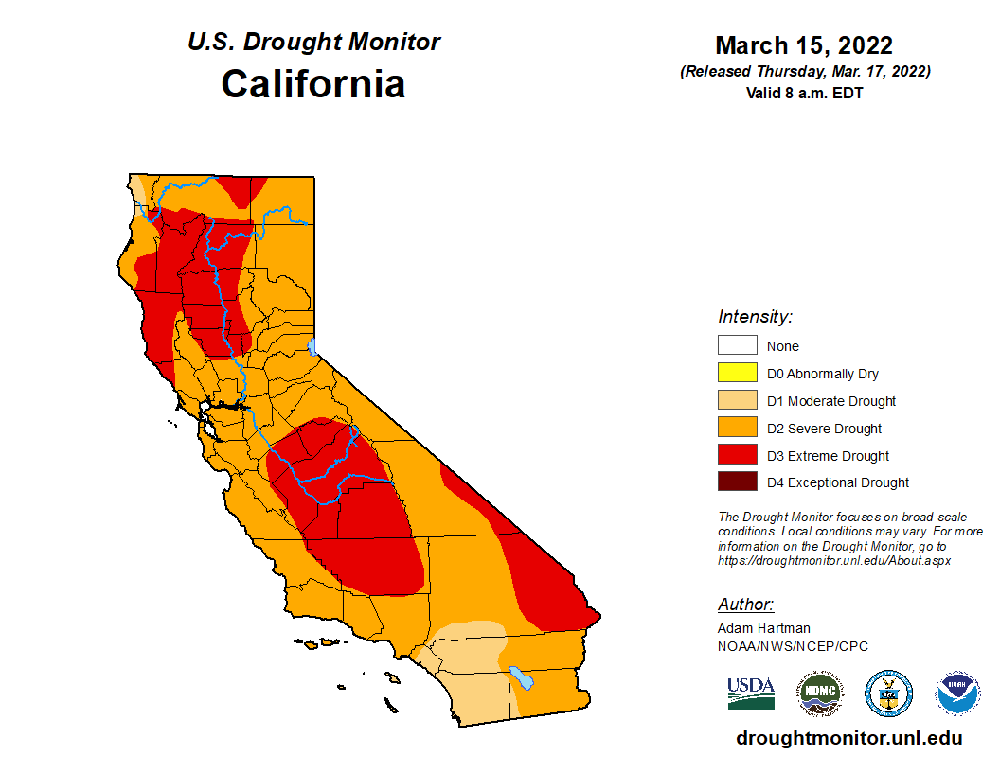 U.S. Drought Monitor
California
March 15, 2022
(Released Thursday, Mar. 17, 2022)
Valid 8 a.m. EDT
Intensity:
None
D0 Abnormally Dry
D1 Moderate Drought
D2 Severe Drought
D3 Extreme Drought
D4 Exceptional Drought
The Drought Monitor focuses on broad-scale
conditions. Local conditions may vary. For more
information on the Drought Monitor, go to
https://droughtmonitor.unl.edu/About.aspx
Author:
Adam Hartman
NOAA/NWS/NCEP/CPC
USDA
NDMC
NOAA
droughtmonitor.unl.edu